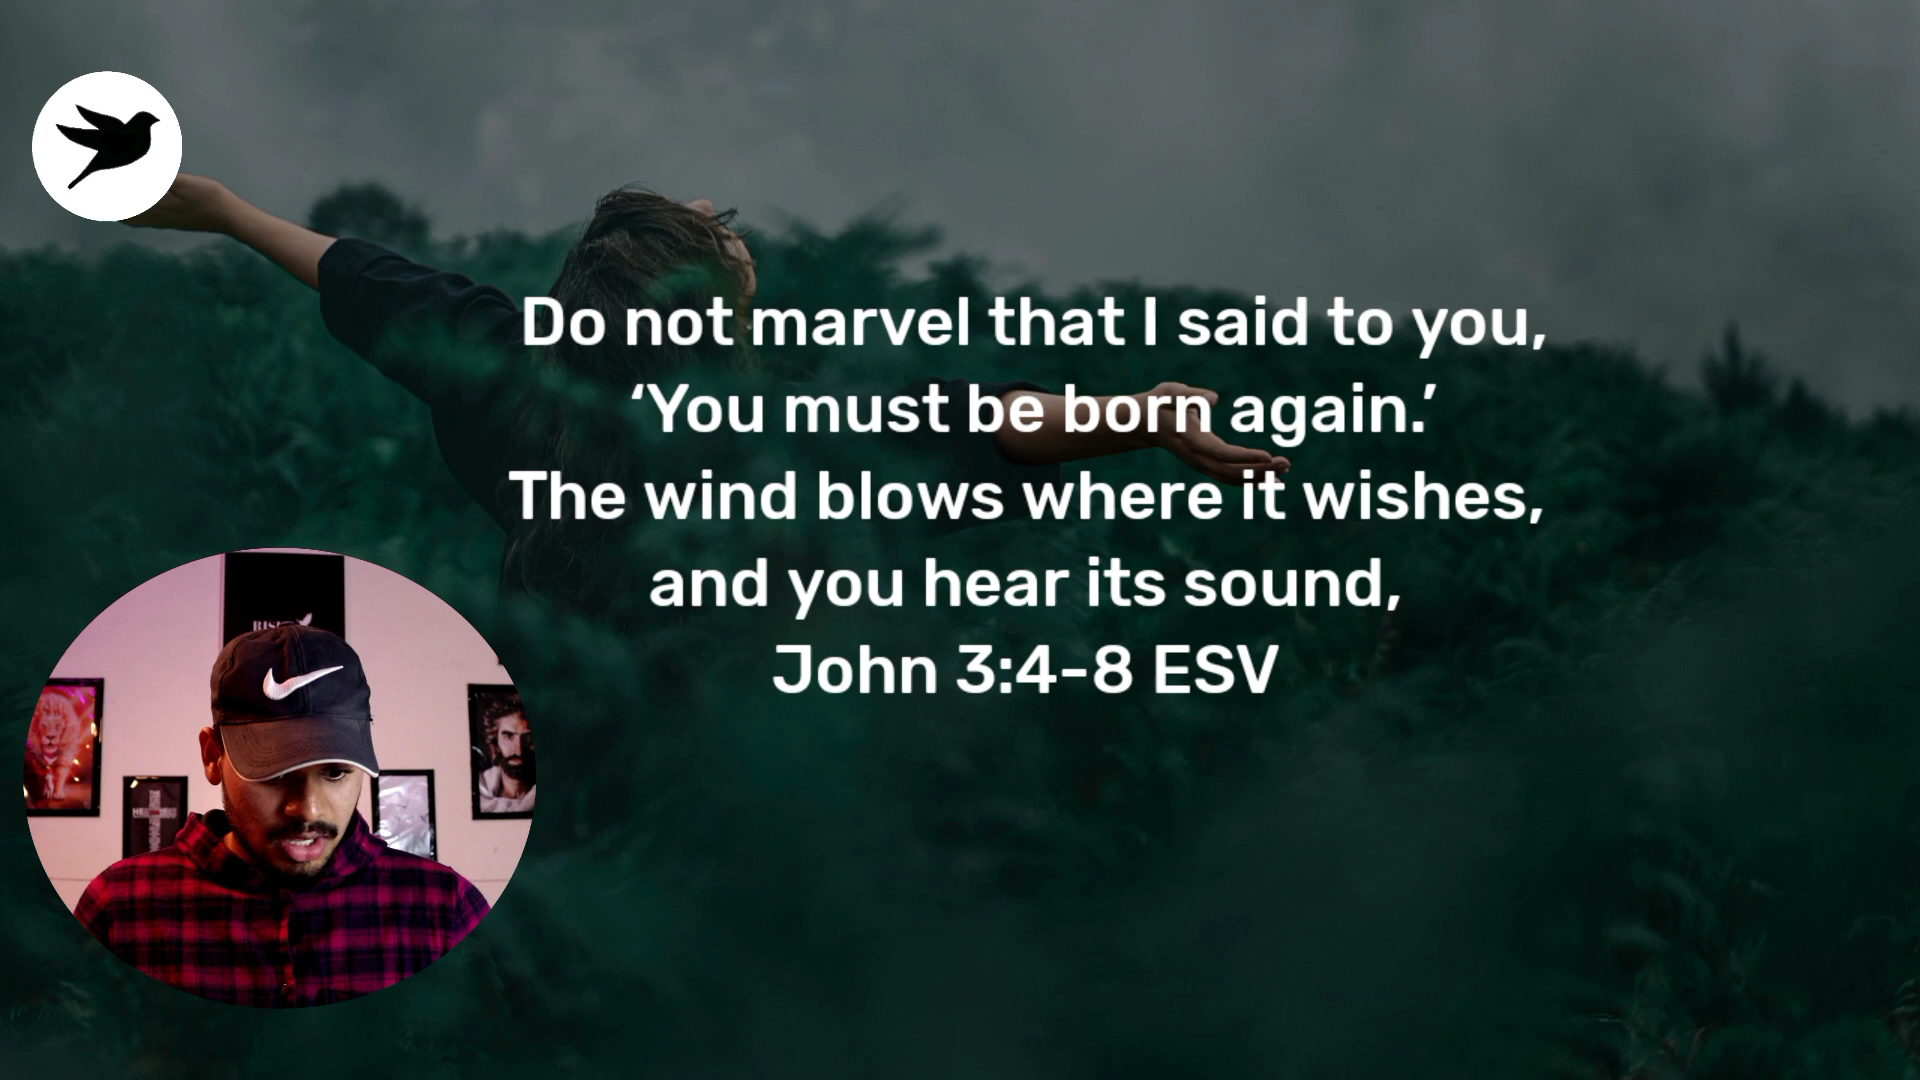 Do not marvel that I said to you,
‘You must be born again.’
The wind blows where it wishes,
and you hear its sound,
John 3:4-8 ESV